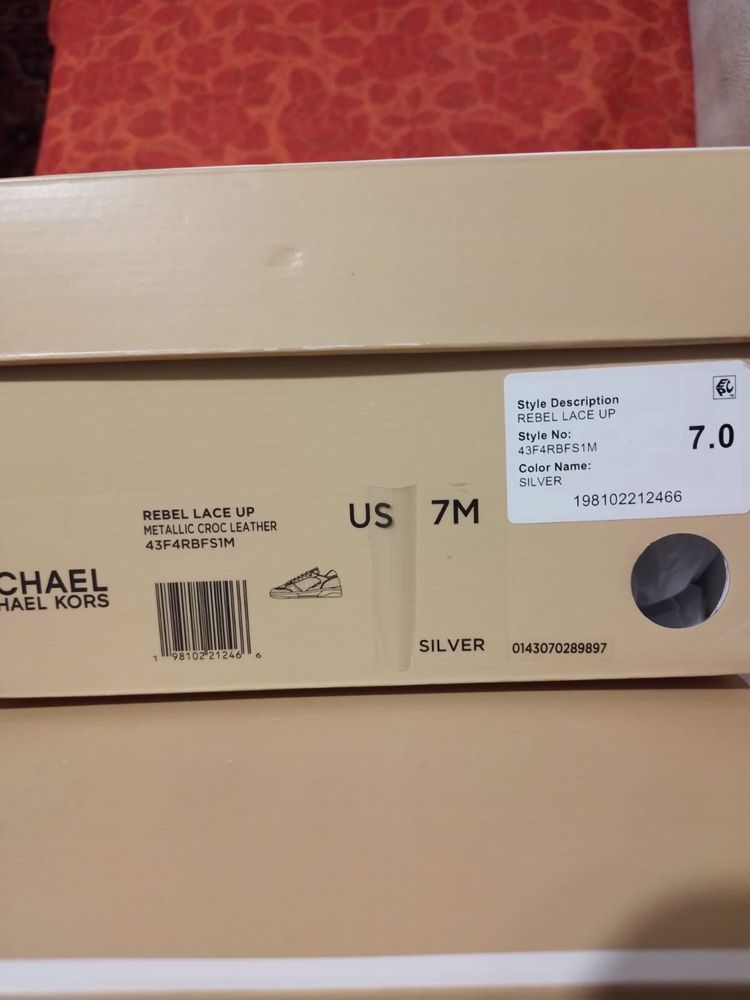 Style Description
REBEL LACE UP
Style No:
43F4RBFS1M
7.0
Color Name:
SILVER
198102212466
REBEL LACE UP
METALLIC CROC LEATHER
43F4RBFS1M
US 7M
CHAEL
HAEL KORS
1 98102 21246 6
SILVER
0143070289897